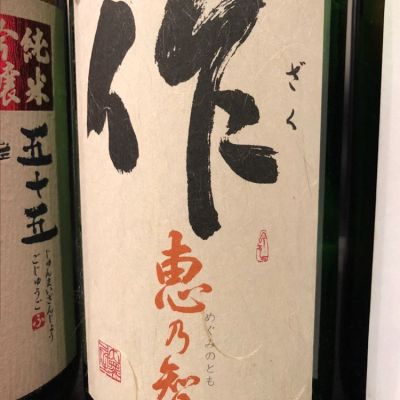 作
ざく
恵乃智
めぐみのとも
純米
吟醸
五十五
じゅんまいぎんじょう
ごじゅうご